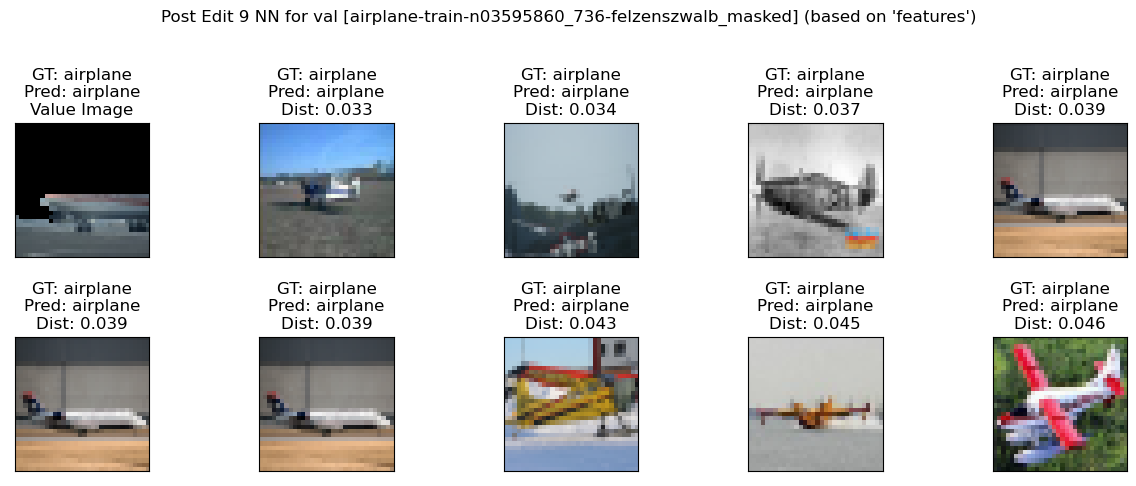 Post Edit 9 NN for val [airplane-train-n03595860_736-felzenszwalb_masked] (based on 'features')
GT: airplane
Pred: airplane
Value Image
GT: airplane
Pred: airplane
Dist: 0.033
GT: airplane
Pred: airplane
Dist: 0.034
GT: airplane
Pred: airplane
Dist: 0.037
GT: airplane
Pred: airplane
Dist: 0.039
GT: airplane
Pred: airplane
Dist: 0.039
GT: airplane
Pred: airplane
Dist: 0.039
GT: airplane
Pred: airplane
Dist: 0.043
GT: airplane
Pred: airplane
Dist: 0.045
GT: airplane
Pred: airplane
Dist: 0.046